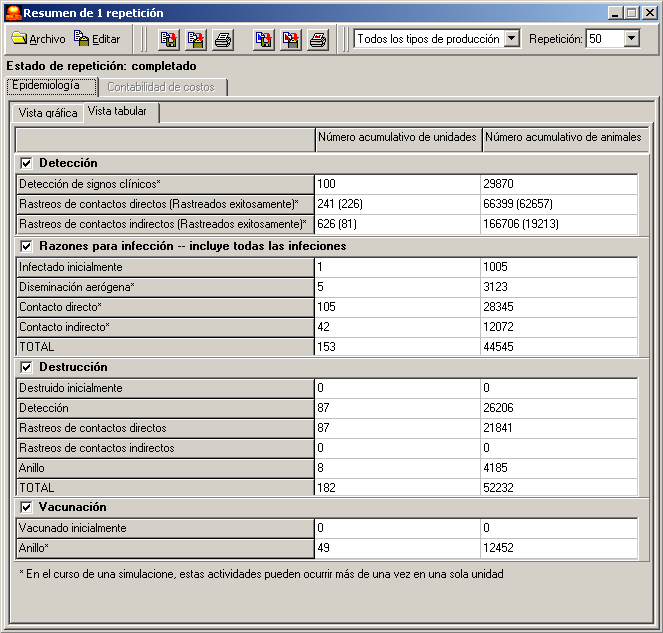 Resumen de 1 repetición
Archivo Editar Todos los tipos de producción Repetición: 50
Estado de repetición: completado
Epidemiología Contabilidad de costos
Vista gráfica Vista tabular
Número acumulativo de unidades Número acumulativo de animales
Detección
Detección de signos clínicos* 100 29870
Rastreos de contactos directos (Rastreados exitosamente)* 241 (226) 66399 (62657)
Rastreos de contactos indirectos (Rastreados exitosamente)* 626 (81) 166706 (19213)
Razones para infección -- incluye todas las infeciones
Infectado inicialmente 1 1005
Diseminación aerógena* 5 3123
Contacto directo* 105 28345
Contacto indirecto* 42 12072
TOTAL 153 44545
Destrucción
Destruido inicialmente 0 0
Detección 87 26206
Rastreos de contactos directos 87 21841
Rastreos de contactos indirectos 0 0
Anillo 8 4185
TOTAL 182 52232
Vacunación
Vacunado inicialmente 0 0
Anillo* 49 12452
* En el curso de una simulacione, estas actividades pueden ocurrir más de una vez en una sola unidad